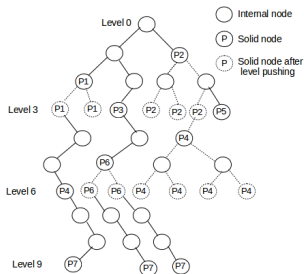 Level 0
Internal node
P2
P
Solid node
P1
P
Solid node after
level pushing
Level 3
P1
P1
P3
P2
P2
P2
P5
P4
P6
Level 6
P4
P6
P6
P4
P4
P4
P4
Level 9
P7
P7
P7